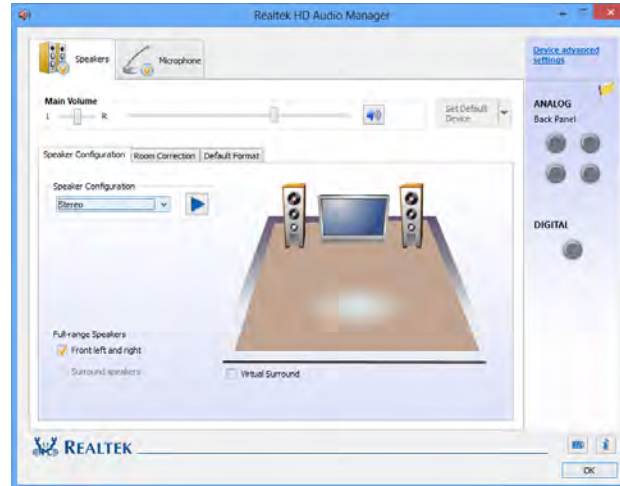 Realtek HD Audio Manager
Speakers
Microphone
Device advanced
settings
Main Volume
L
R
Set Default
Device
ANALOG
Back Panel
Speaker Configuration
Room Correction
Default Format
Speaker Configuration
Stereo
DIGITAL
Full-range Speakers
Front left and right
Surround speakers
Virtual Surround
REALTEK
OK